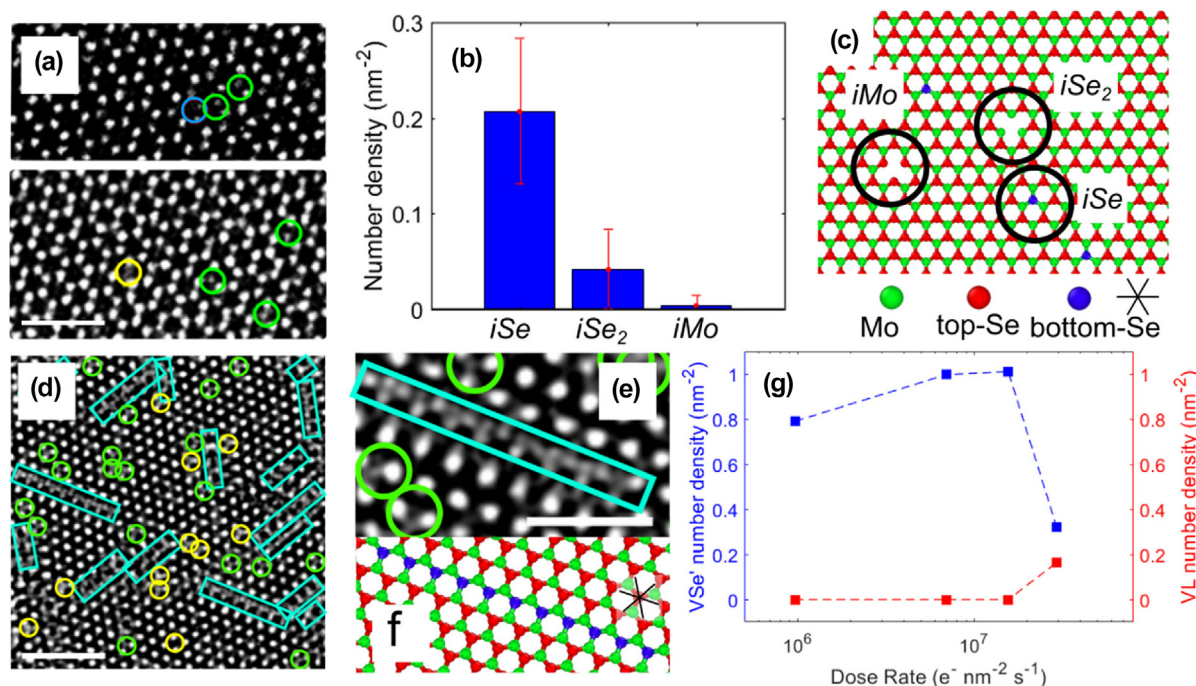 (a)
(b)
Number density (nm⁻²)
0.3
0.2
0.1
0
iSe
iSe₂
iMo
(c)
iMo
iSe₂
iSe
Mo
top-Se
bottom-Se
(d)
(e)
f
(g)
VSe' number density (nm⁻²)
1
0.8
0.6
0.4
0.2
0
1
0.8
0.6
0.4
0.2
0
VL number density (nm⁻²)
10⁶
10⁷
Dose Rate (e⁻ nm⁻² s⁻¹)